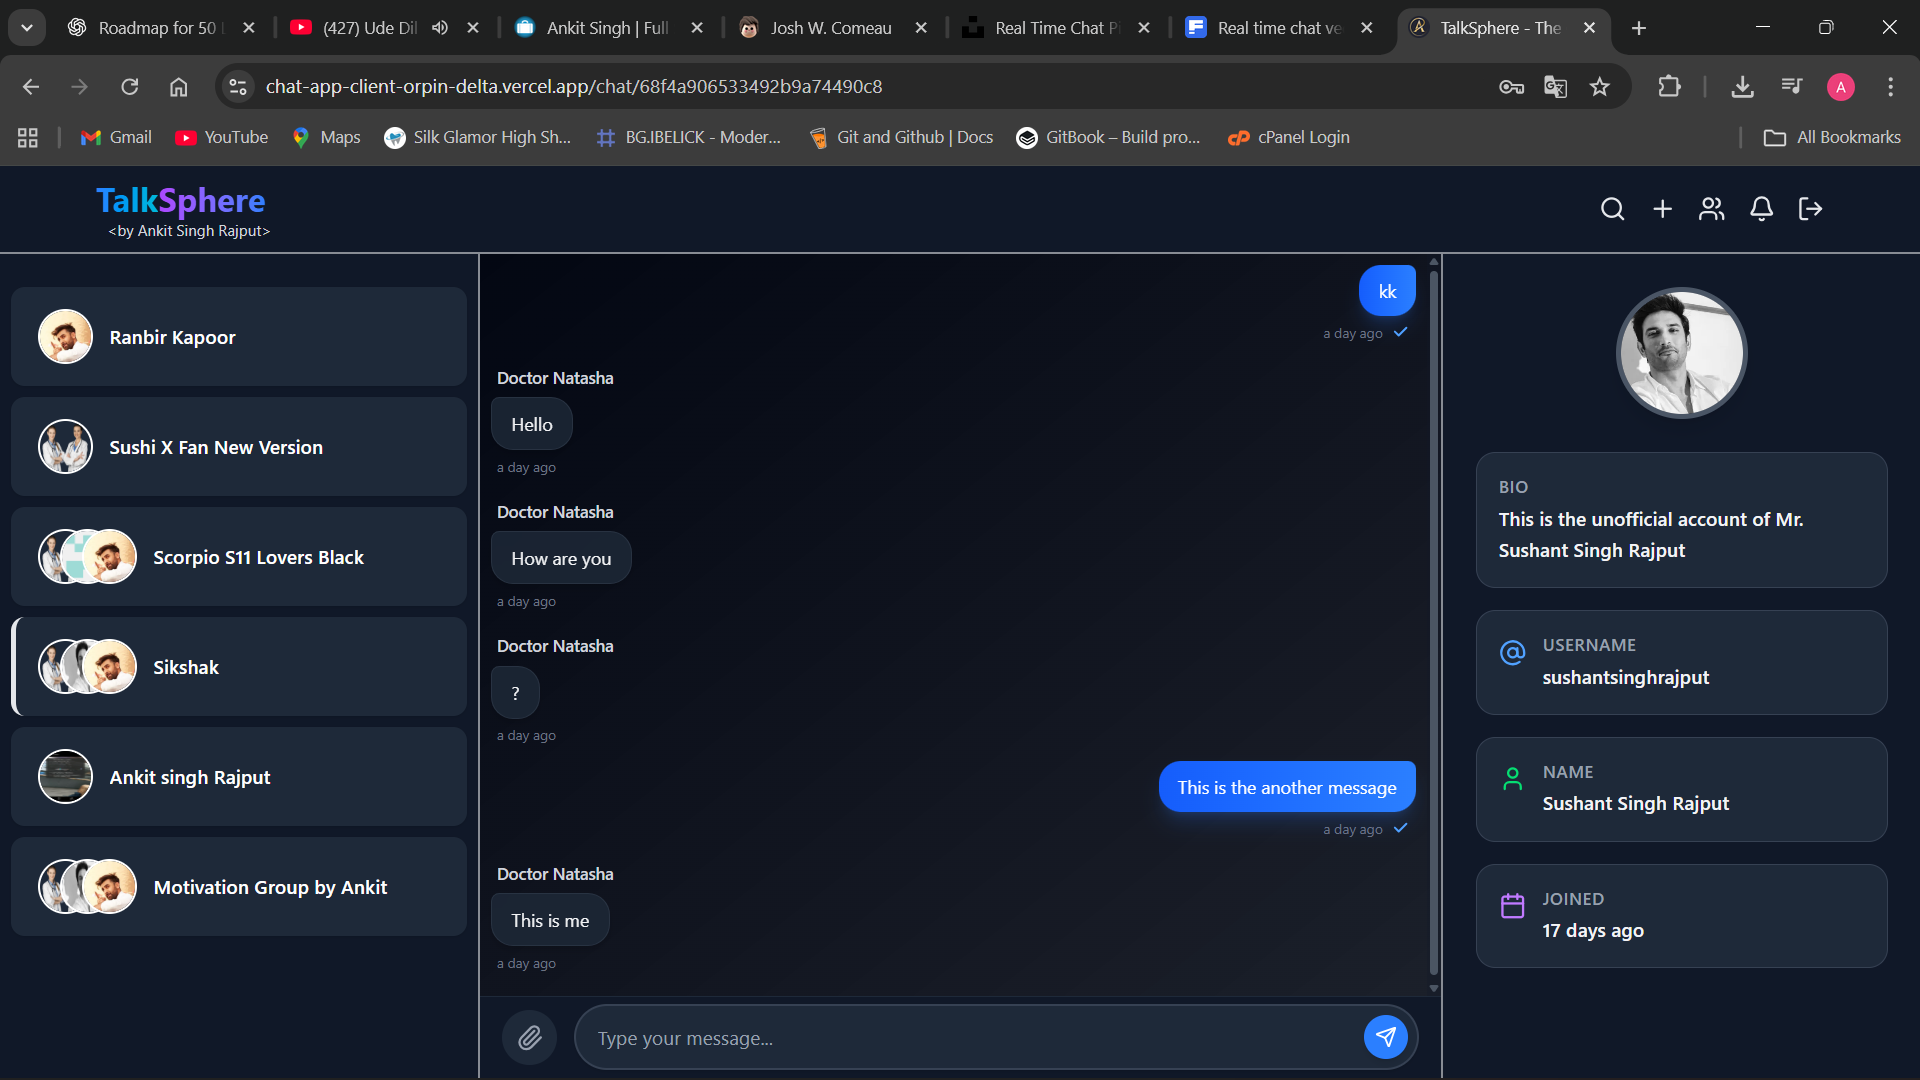 Roadmap for 50
(427) Ude Dil
Ankit Singh | Full
Josh W. Comeau
Real Time Chat P
Real time chat ve
TalkSphere - The
chat-app-client-orpin-delta.vercel.app/chat/68f4a906533492b9a74490c8
A
Gmail
YouTube
Maps
Silk Glamor High Sh...
BG.IBELICK - Moder...
Git and Github | Docs
GitBook – Build pro...
cPanel Login
All Bookmarks
TalkSphere
<by Ankit Singh Rajput>
Ranbir Kapoor
Sushi X Fan New Version
Scorpio S11 Lovers Black
Sikshak
Ankit singh Rajput
Motivation Group by Ankit
kk
a day ago
Doctor Natasha
Hello
a day ago
Doctor Natasha
How are you
a day ago
Doctor Natasha
?
a day ago
This is the another message
a day ago
Doctor Natasha
This is me
a day ago
Type your message...
BIO
This is the unofficial account of Mr.
Sushant Singh Rajput
USERNAME
sushantsinghrajput
NAME
Sushant Singh Rajput
JOINED
17 days ago